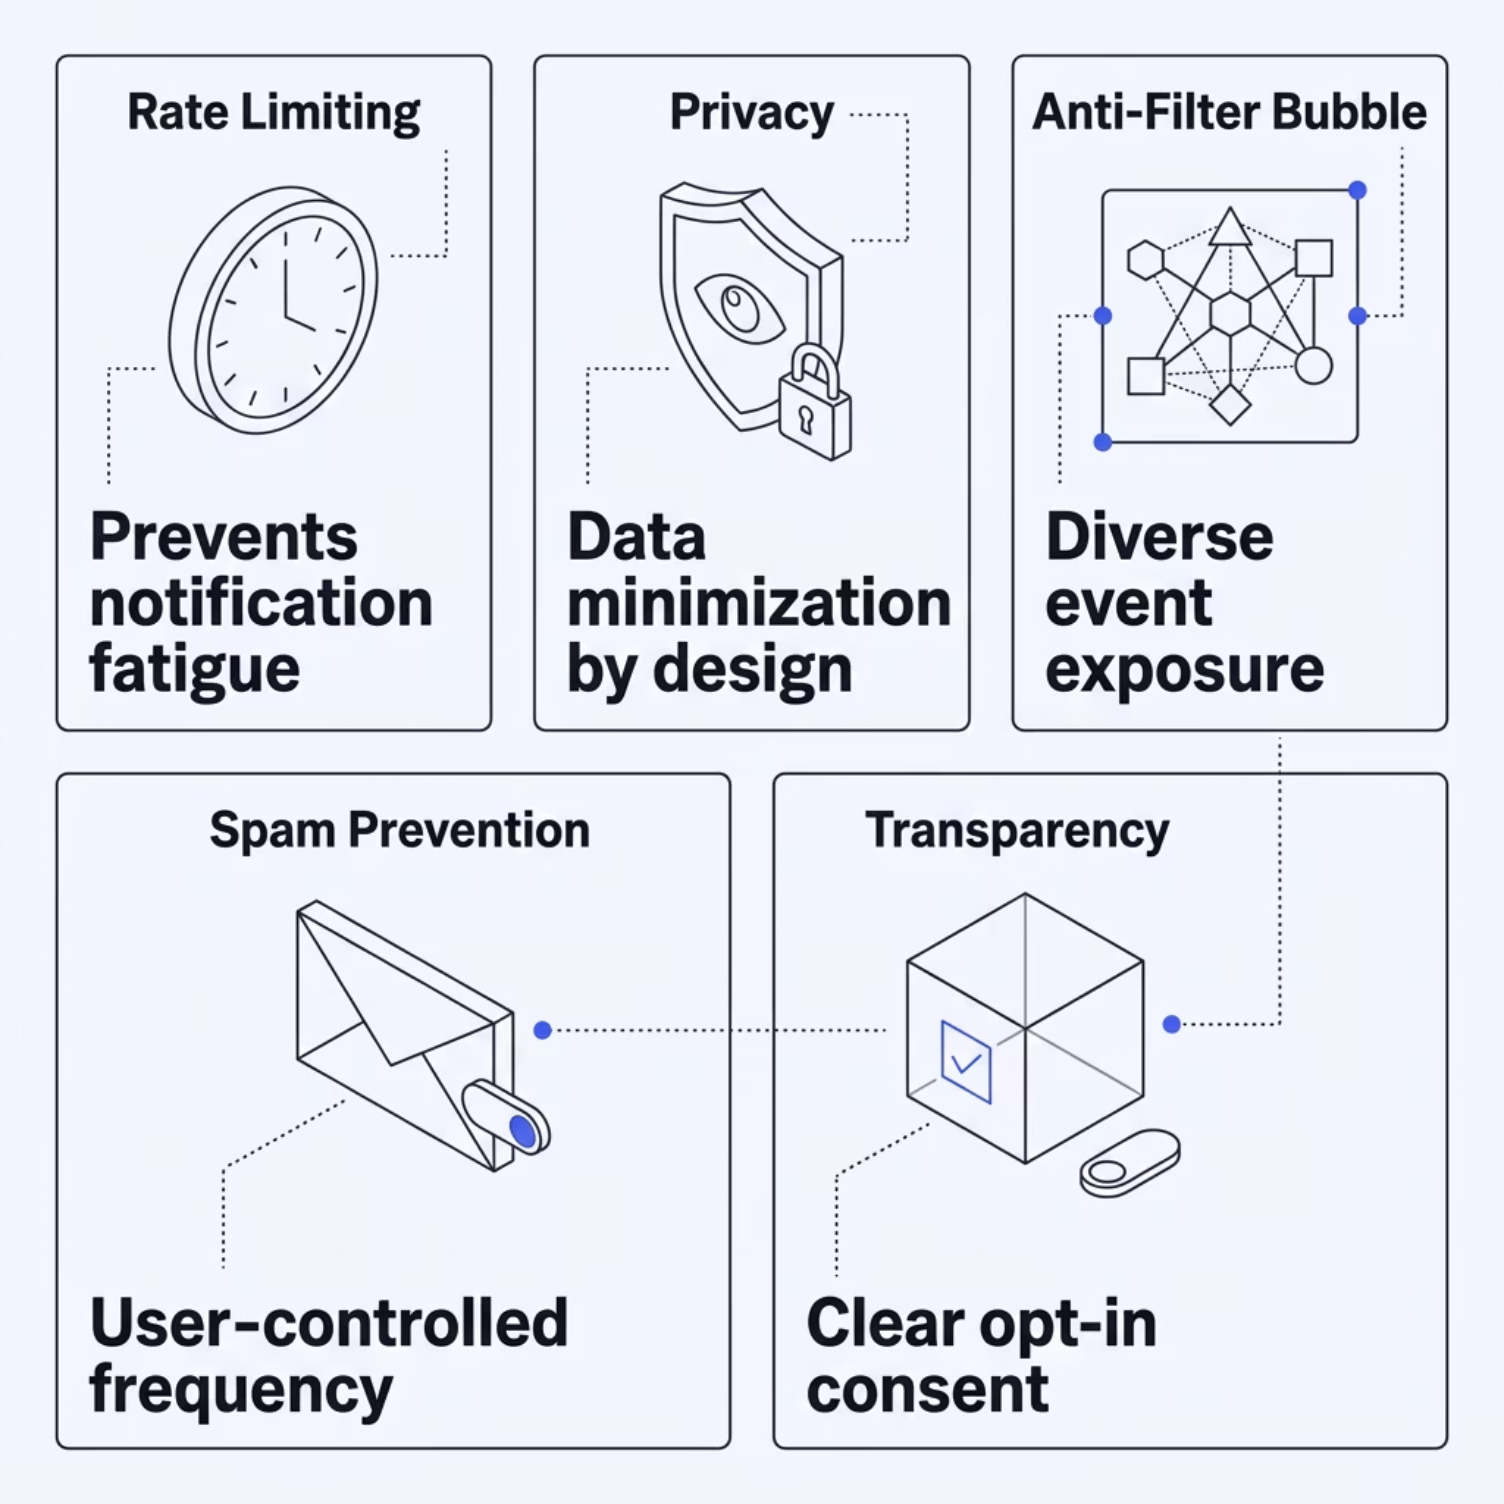 Rate Limiting
Prevents
notification
fatigue
Privacy
Data
minimization
by design
Anti-Filter Bubble
Diverse
event
exposure
Spam Prevention
User-controlled
frequency
Transparency
Clear opt-in
consent